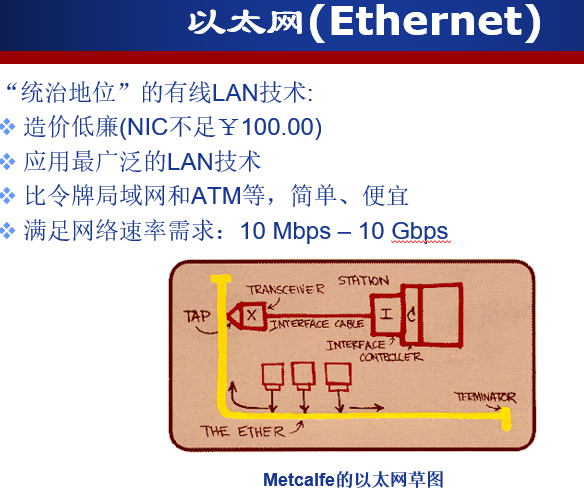 以太网(Ethernet)
“统治地位”的有线LAN技术:
造价低廉(NIC不足￥100.00)
应用最广泛的LAN技术
比令牌局域网和ATM等，简单、便宜
满足网络速率需求：10 Mbps – 10 Gbps
STATION
TRANSCEIVER
TAP
X
I
C
INTERFACE CABLE
INTERFACE
CONTROLLER
TERMINATOR
THE ETHER
Metcalfe的以太网草图